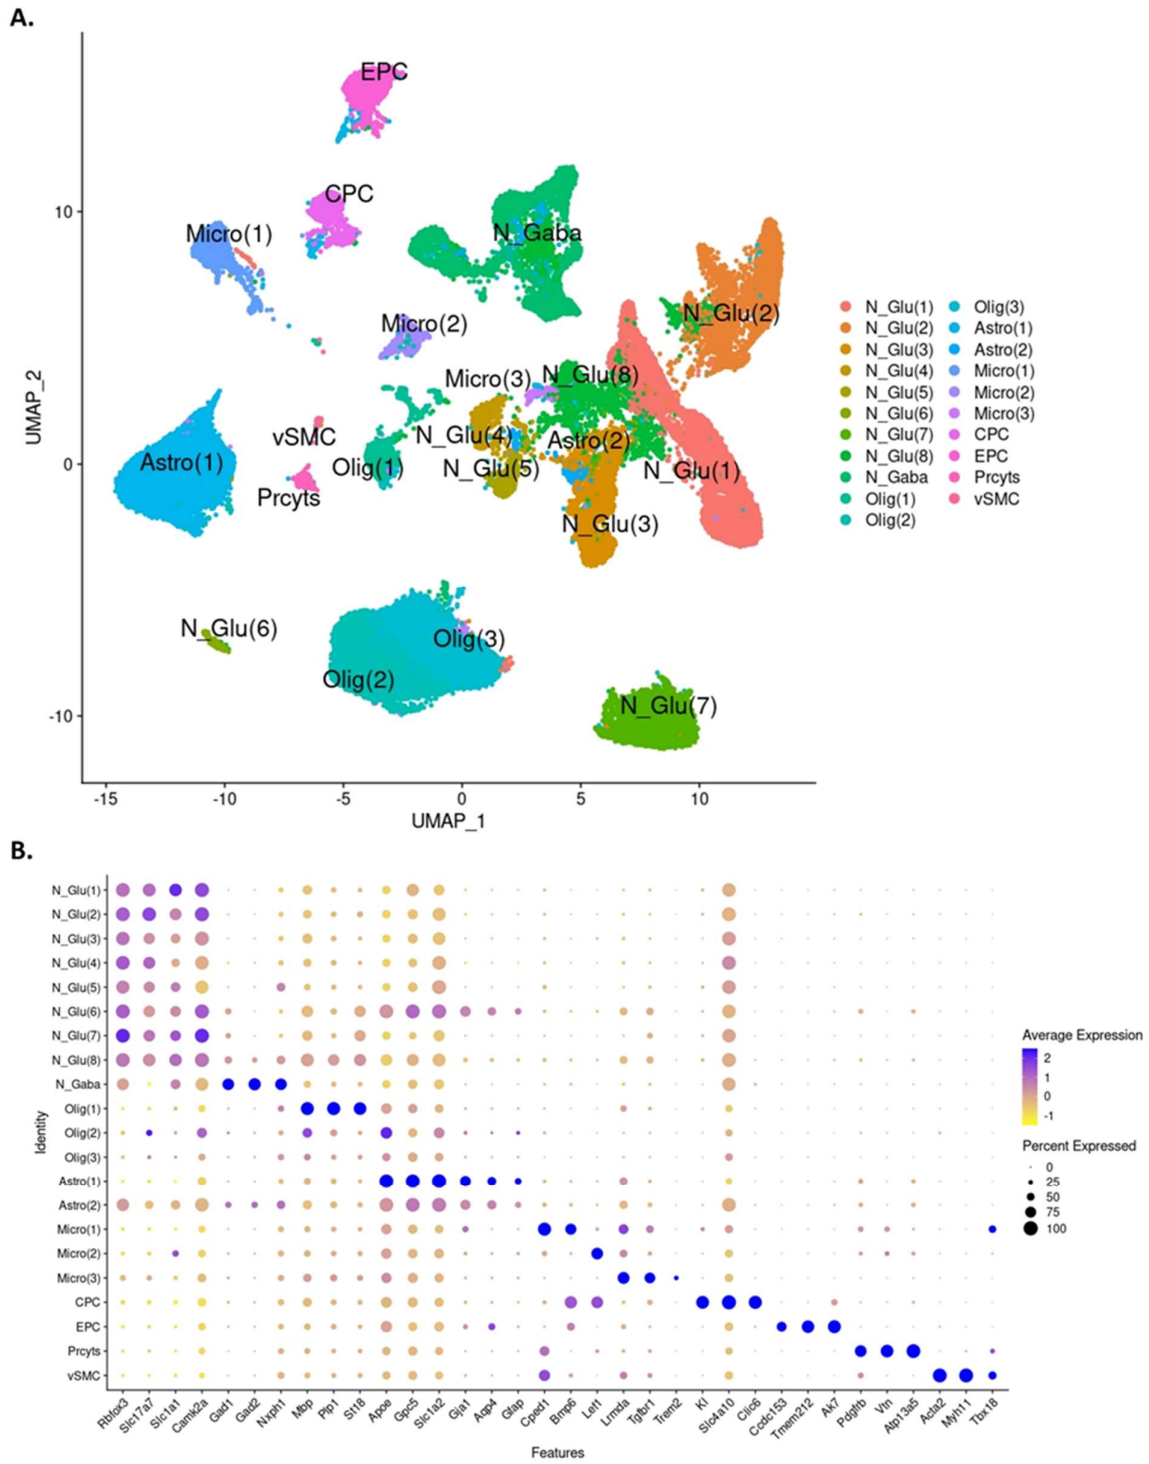 A.
EPC
CPC
Micro(1)
N_Gaba
N_Glu(2)
Micro(2)
Micro(3)
N_Glu(8)
vSMC
N_Glu(4)
Astro(2)
Astro(1)
Olig(1)
N_Glu(5)
N_Glu(1)
Prcyts
N_Glu(3)
N_Glu(6)
Olig(3)
Olig(2)
N_Glu(7)
10
0
-10
UMAP_2
-15
-10
-5
0
5
10
UMAP_1
N_Glu(1)
N_Glu(2)
N_Glu(3)
N_Glu(4)
N_Glu(5)
N_Glu(6)
N_Glu(7)
N_Glu(8)
N_Gaba
Olig(1)
Olig(2)
Olig(3)
Astro(1)
Astro(2)
Micro(1)
Micro(2)
Micro(3)
CPC
EPC
Prcyts
vSMC
B.
N_Glu(1)
N_Glu(2)
N_Glu(3)
N_Glu(4)
N_Glu(5)
N_Glu(6)
N_Glu(7)
N_Glu(8)
N_Gaba
Olig(1)
Olig(2)
Olig(3)
Astro(1)
Astro(2)
Micro(1)
Micro(2)
Micro(3)
CPC
EPC
Prcyts
vSMC
Identity
Rbfox3
Slc17a7
Slc1a1
Camk2a
Gad1
Gad2
Nxph1
Mbp
Plp1
St18
Apoe
Gpc5
Slc1a2
Gja1
Aqp4
Gfap
Cped1
Bmp6
Lef1
Lrmda
Tgfbr1
Trem2
Kl
Slc4a10
Clic6
Ccdc153
Tmem212
Ak7
Pdgfrb
Vtn
Atp13a5
Acta2
Myh11
Tbx18
Features
Average Expression
2
1
0
-1
Percent Expressed
0
25
50
75
100